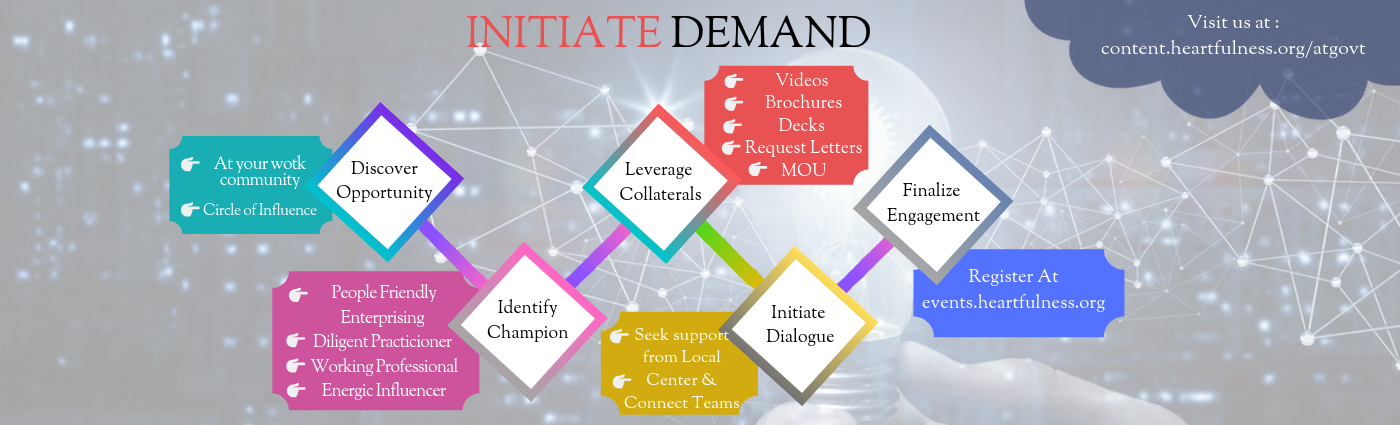 INITIATE DEMAND
Visit us at :
content.heartfulness.org/atgovt
At your wotk
community
Circle of Influence
Discover
Opportunity
People Friendly
Enterprising
Diligent Practicioner
Working Professional
Energic Influencer
Identify
Champion
Leverage
Collaterals
Videos
Brochures
Decks
Request Letters
MOU
Seek support
from Local
Center &
Connect Teams
Initiate
Dialogue
Finalize
Engagement
Register At
events.heartfulness.org